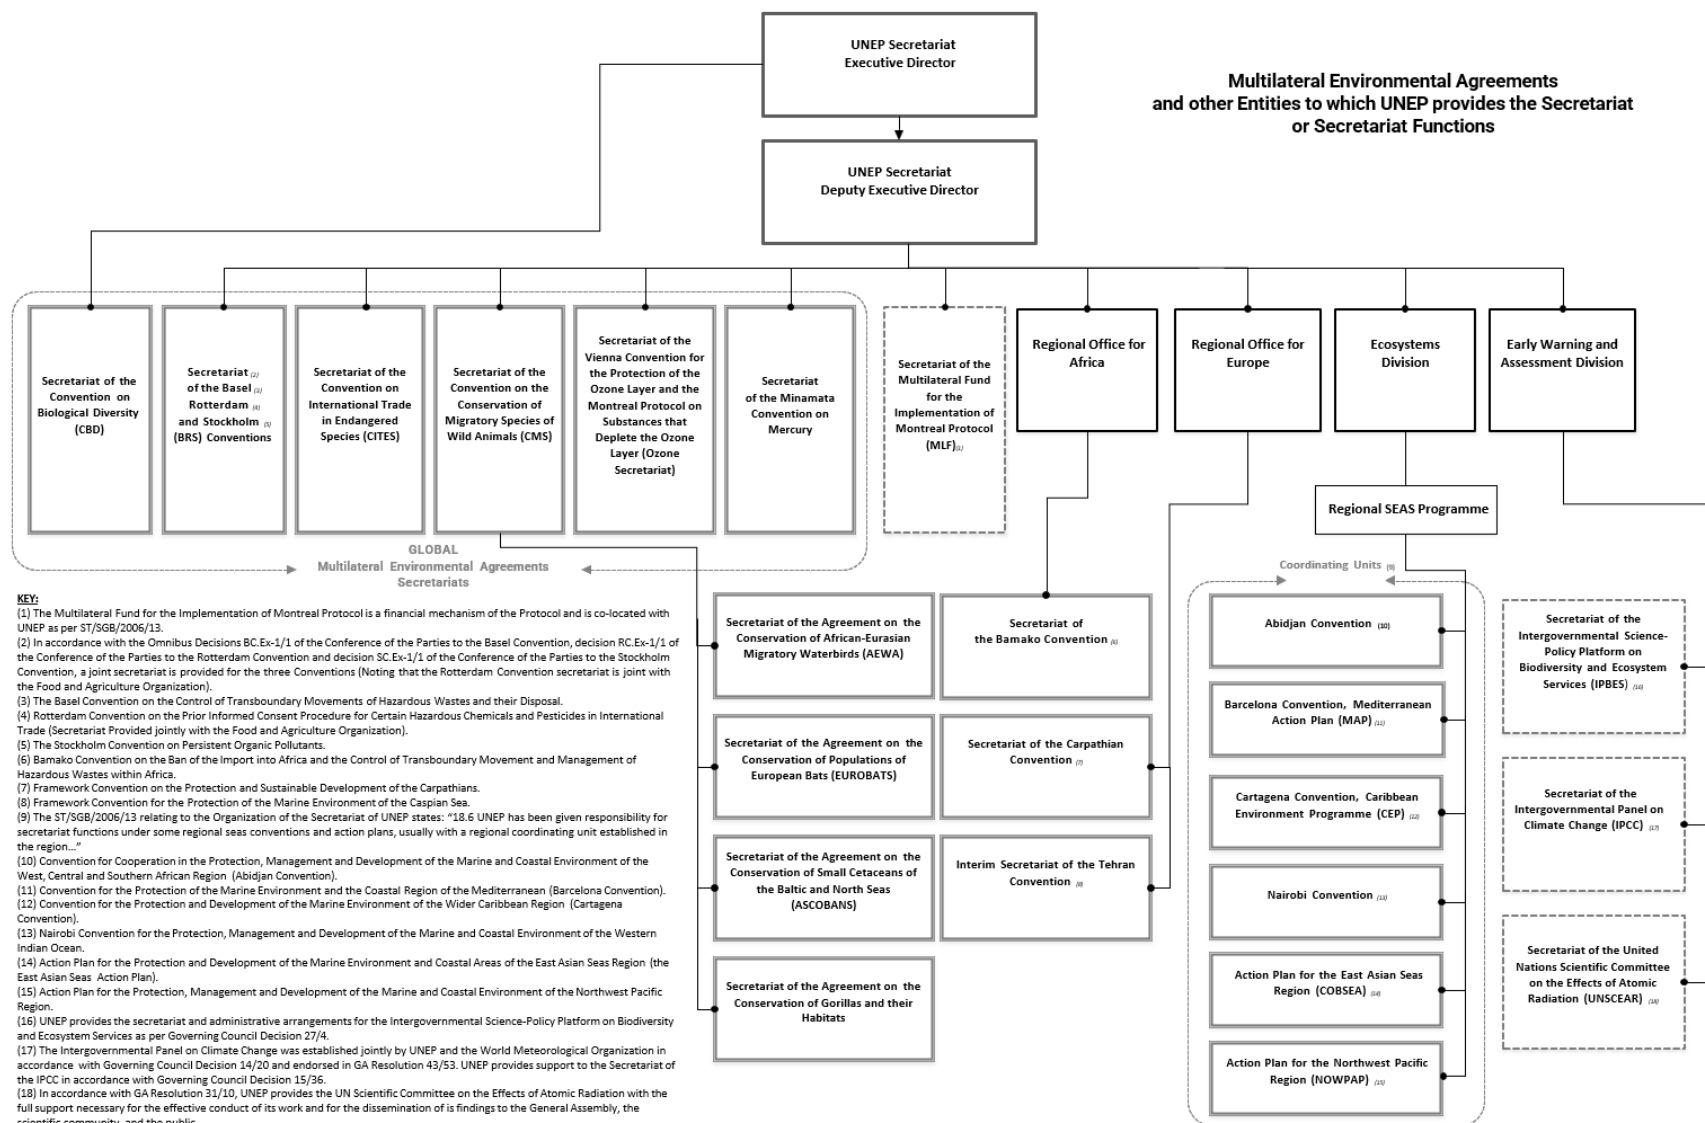 UNEP Secretariat
Executive Director
Multilateral Environmental Agreements
and other Entities to which UNEP provides the Secretariat
or Secretariat Functions
UNEP Secretariat
Deputy Executive Director
Secretariat of the
Convention on
Biological Diversity
(CBD)
Secretariat (2)
of the Basel (3)
Rotterdam (4)
and Stockholm (5)
(BRS) Conventions
Secretariat of the
Convention on
International Trade
in Endangered
Species (CITES)
Secretariat of the
Convention on the
Conservation of
Migratory Species of
Wild Animals (CMS)
Secretariat of the
Vienna Convention for
the Protection of the
Ozone Layer and the
Montreal Protocol on
Substances that
Deplete the Ozone
Layer (Ozone
Secretariat)
Secretariat
of the Minamata
Convention on
Mercury
Secretariat of the
Multilateral Fund
for the
Implementation of
Montreal Protocol
(MLF)(1)
Regional Office for
Africa
Regional Office for
Europe
Ecosystems
Division
Early Warning and
Assessment Division
Regional SEAS Programme
GLOBAL
Multilateral Environmental Agreements
Secretariats
Coordinating Units (9)
KEY:
(1) The Multilateral Fund for the Implementation of Montreal Protocol is a financial mechanism of the Protocol and is co-located with
UNEP as per ST/SGB/2006/13.
(2) In accordance with the Omnibus Decisions BC.Ex-1/1 of the Conference of the Parties to the Basel Convention, decision RC.Ex-1/1 of
the Conference of the Parties to the Rotterdam Convention and decision SC.Ex-1/1 of the Conference of the Parties to the Stockholm
Convention, a joint secretariat is provided for the three Conventions (Noting that the Rotterdam Convention secretariat is joint with
the Food and Agriculture Organization).
(3) The Basel Convention on the Control of Transboundary Movements of Hazardous Wastes and their Disposal.
(4) Rotterdam Convention on the Prior Informed Consent Procedure for Certain Hazardous Chemicals and Pesticides in International
Trade (Secretariat Provided jointly with the Food and Agriculture Organization).
(5) The Stockholm Convention on Persistent Organic Pollutants.
(6) Bamako Convention on the Ban of the Import into Africa and the Control of Transboundary Movement and Management of
Hazardous Wastes within Africa.
(7) Framework Convention on the Protection and Sustainable Development of the Carpathians.
(8) Framework Convention for the Protection of the Marine Environment of the Caspian Sea.
(9) The ST/SGB/2006/13 relating to the Organization of the Secretariat of UNEP states: “18.6 UNEP has been given responsibility for
secretariat functions under some regional seas conventions and action plans, usually with a regional coordinating unit established in
the region...”
(10) Convention for Cooperation in the Protection, Management and Development of the Marine and Coastal Environment of the
West, Central and Southern African Region (Abidjan Convention).
(11) Convention for the Protection of the Marine Environment and the Coastal Region of the Mediterranean (Barcelona Convention).
(12) Convention for the Protection and Development of the Marine Environment of the Wider Caribbean Region (Cartagena
Convention).
(13) Nairobi Convention for the Protection, Management and Development of the Marine and Coastal Environment of the Western
Indian Ocean.
(14) Action Plan for the Protection and Development of the Marine Environment and Coastal Areas of the East Asian Seas Region (the
East Asian Seas Action Plan).
(15) Action Plan for the Protection, Management and Development of the Marine and Coastal Environment of the Northwest Pacific
Region.
(16) UNEP provides the secretariat and administrative arrangements for the Intergovernmental Science-Policy Platform on Biodiversity
and Ecosystem Services as per Governing Council Decision 27/4.
(17) The Intergovernmental Panel on Climate Change was established jointly by UNEP and the World Meteorological Organization in
accordance with Governing Council Decision 14/20 and endorsed in GA Resolution 43/53. UNEP provides support to the Secretariat of
the IPCC in accordance with Governing Council Decision 15/36.
(18) In accordance with GA Resolution 31/10, UNEP provides the UN Scientific Committee on the Effects of Atomic Radiation with the
full support necessary for the effective conduct of its work and for the dissemination of is findings to the General Assembly, the
scientific community, and the public.
Secretariat of the Agreement on the
Conservation of African-Eurasian
Migratory Waterbirds (AEWA)
Secretariat of the Agreement on the
Conservation of Populations of
European Bats (EUROBATS)
Secretariat of the Agreement on the
Conservation of Small Cetaceans of
the Baltic and North Seas
(ASCOBANS)
Secretariat of the Agreement on the
Conservation of Gorillas and their
Habitats
Secretariat of
the Bamako Convention (6)
Secretariat of the Carpathian
Convention (7)
Interim Secretariat of the Tehran
Convention (8)
Abidjan Convention (10)
Barcelona Convention, Mediterranean
Action Plan (MAP) (11)
Cartagena Convention, Caribbean
Environment Programme (CEP) (12)
Nairobi Convention (13)
Action Plan for the East Asian Seas
Region (COBSEA) (14)
Action Plan for the Northwest Pacific
Region (NOWPAP) (15)
Secretariat of the
Intergovernmental Science-
Policy Platform on
Biodiversity and Ecosystem
Services (IPBES) (16)
Secretariat of the
Intergovernmental Panel on
Climate Change (IPCC) (17)
Secretariat of the United
Nations Scientific Committee
on the Effects of Atomic
Radiation (UNSCEAR) (18)